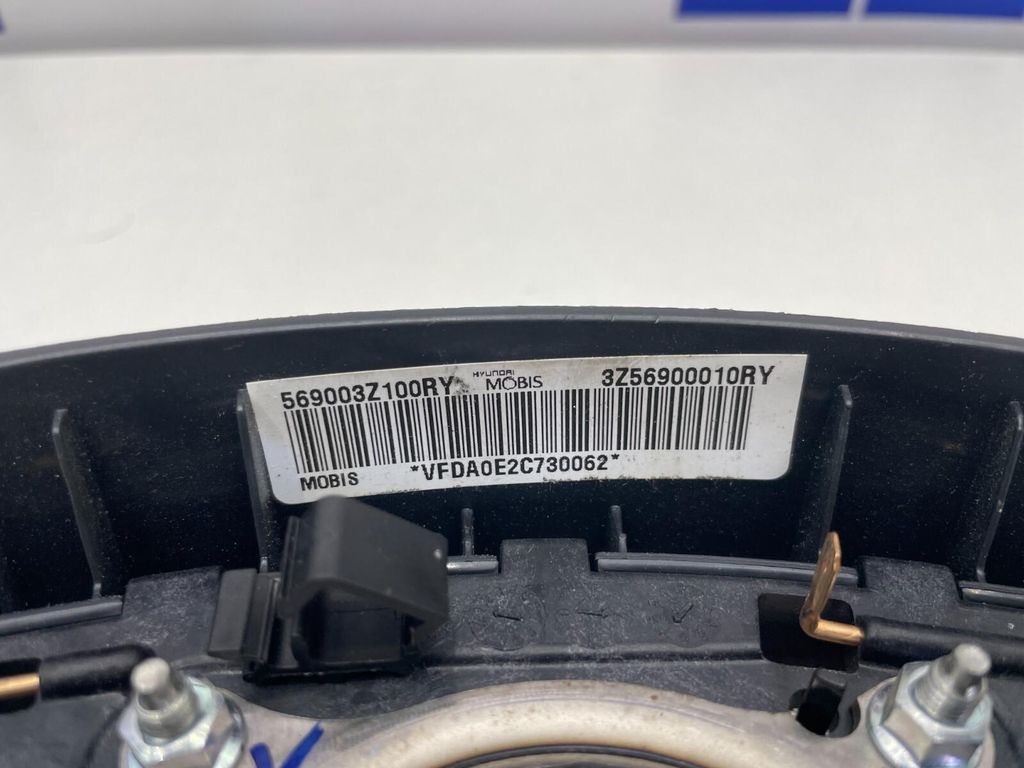 569003Z100RY HYUNDAI MOBIS 3Z56900010RY
*VFDA0E2C730062*
MOBIS